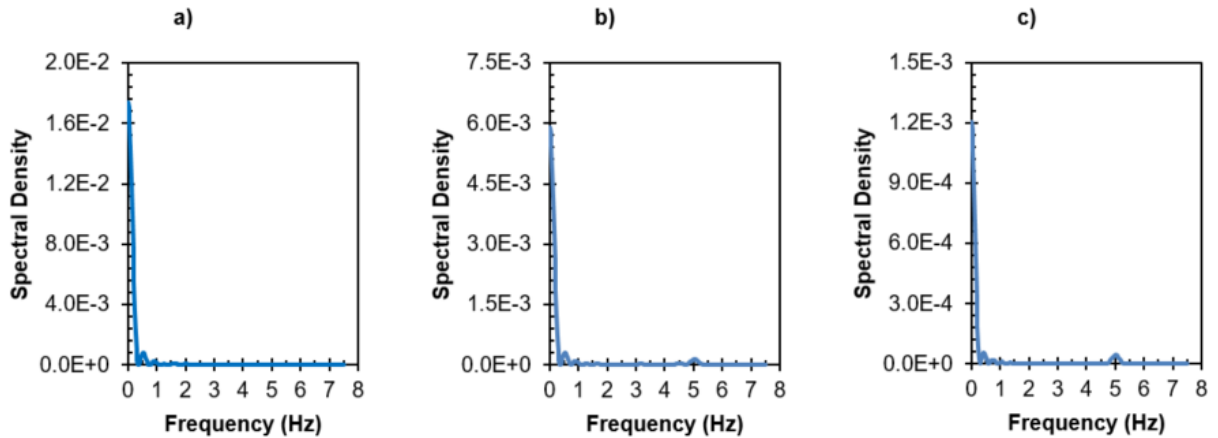 a)
2.0E-2
1.6E-2
1.2E-2
8.0E-3
4.0E-3
0.0E+0
Spectral Density
0 1 2 3 4 5 6 7 8
Frequency (Hz)
b)
7.5E-3
6.0E-3
4.5E-3
3.0E-3
1.5E-3
0.0E+0
Spectral Density
0 1 2 3 4 5 6 7 8
Frequency (Hz)
c)
1.5E-3
1.2E-3
9.0E-4
6.0E-4
3.0E-4
0.0E+0
Spectral Density
0 1 2 3 4 5 6 7 8
Frequency (Hz)